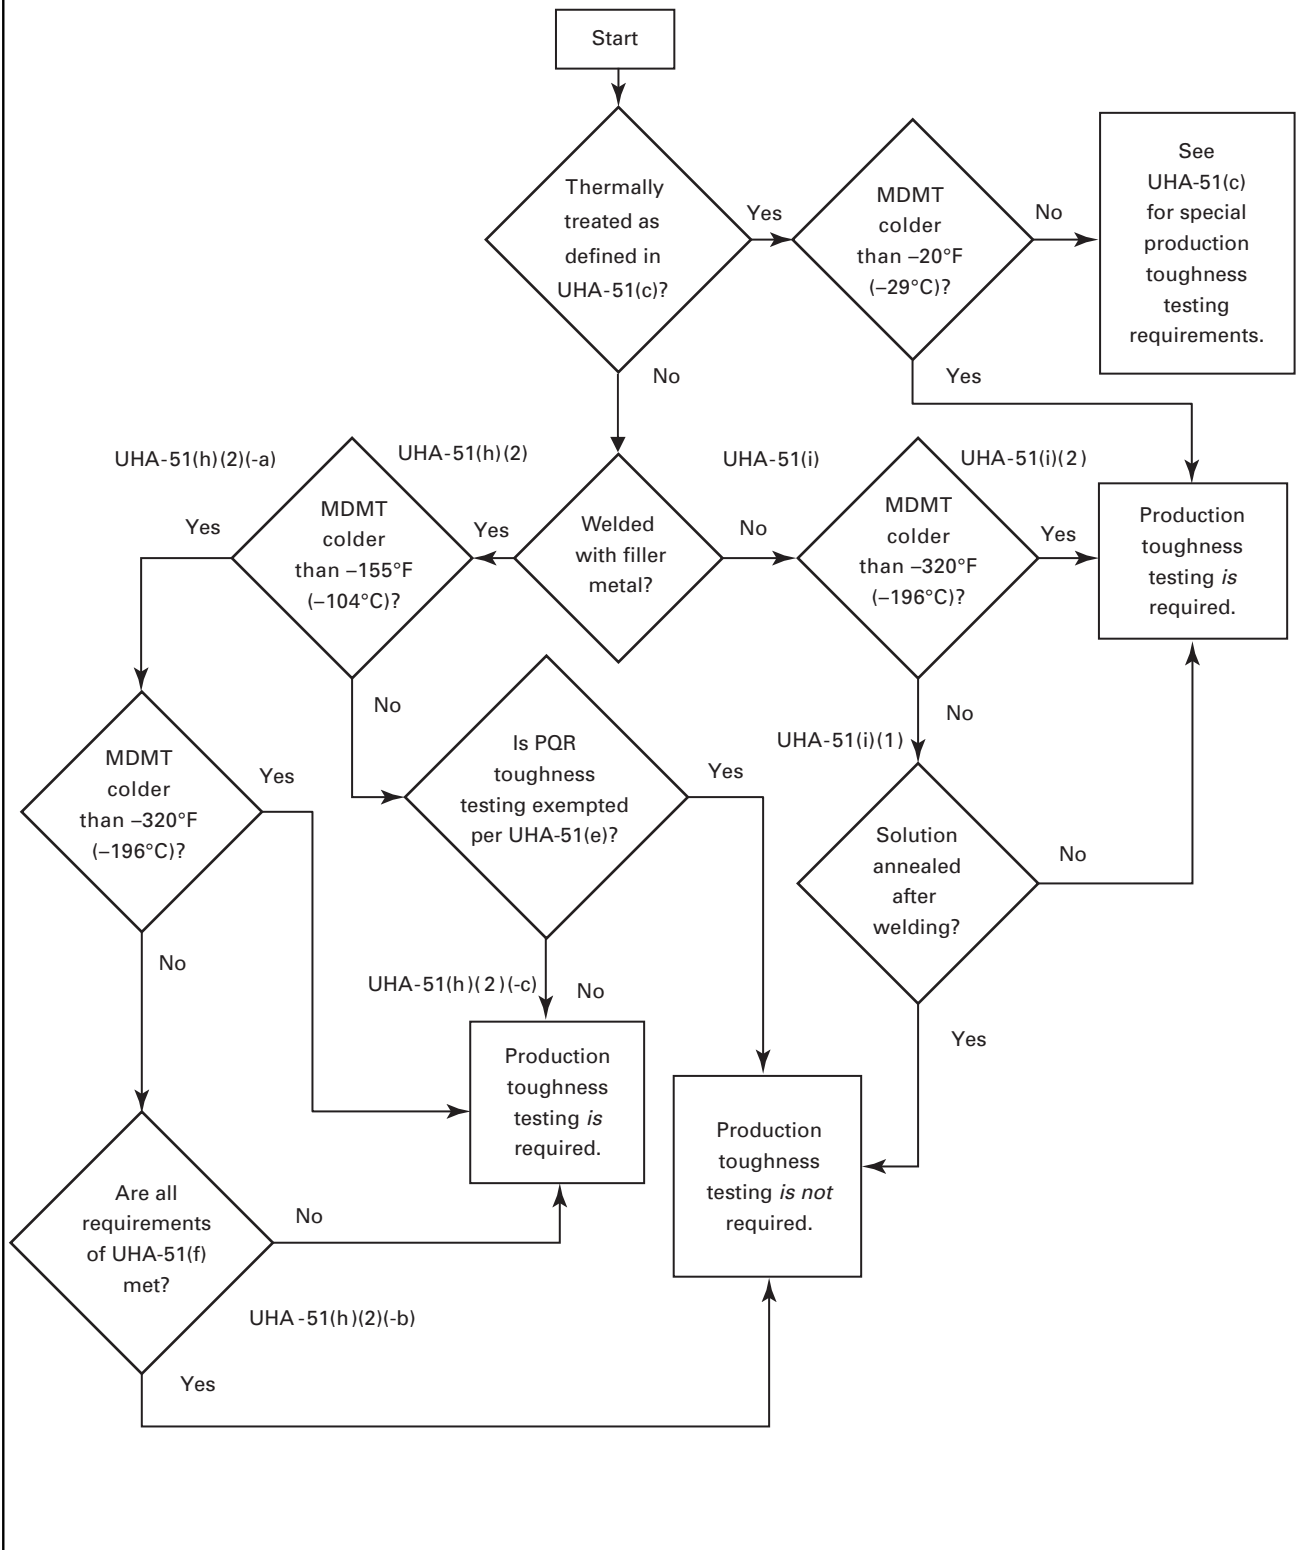 Start
Thermally
treated as
defined in
UHA-51(c)?
Yes
MDMT
colder
than –20°F
(–29°C)?
No
See
UHA-51(c)
for special
production
toughness
testing
requirements.
No
Yes
UHA-51(h)(2)(-a)
UHA-51(h)(2)
UHA-51(i)
UHA-51(i)(2)
Yes
MDMT
colder
than –155°F
(–104°C)?
Yes
Welded
with filler
metal?
No
MDMT
colder
than –320°F
(–196°C)?
Yes
Production
toughness
testing is
required.
No
No
UHA-51(i)(1)
MDMT
colder
than –320°F
(–196°C)?
Yes
Is PQR
toughness
testing exempted
per UHA-51(e)?
Yes
Solution
annealed
after
welding?
No
No
UHA-51(h)(2)(-c)
No
Yes
Production
toughness
testing is
required.
Production
toughness
testing is not
required.
Are all
requirements
of UHA-51(f)
met?
No
UHA-51(h)(2)(-b)
Yes